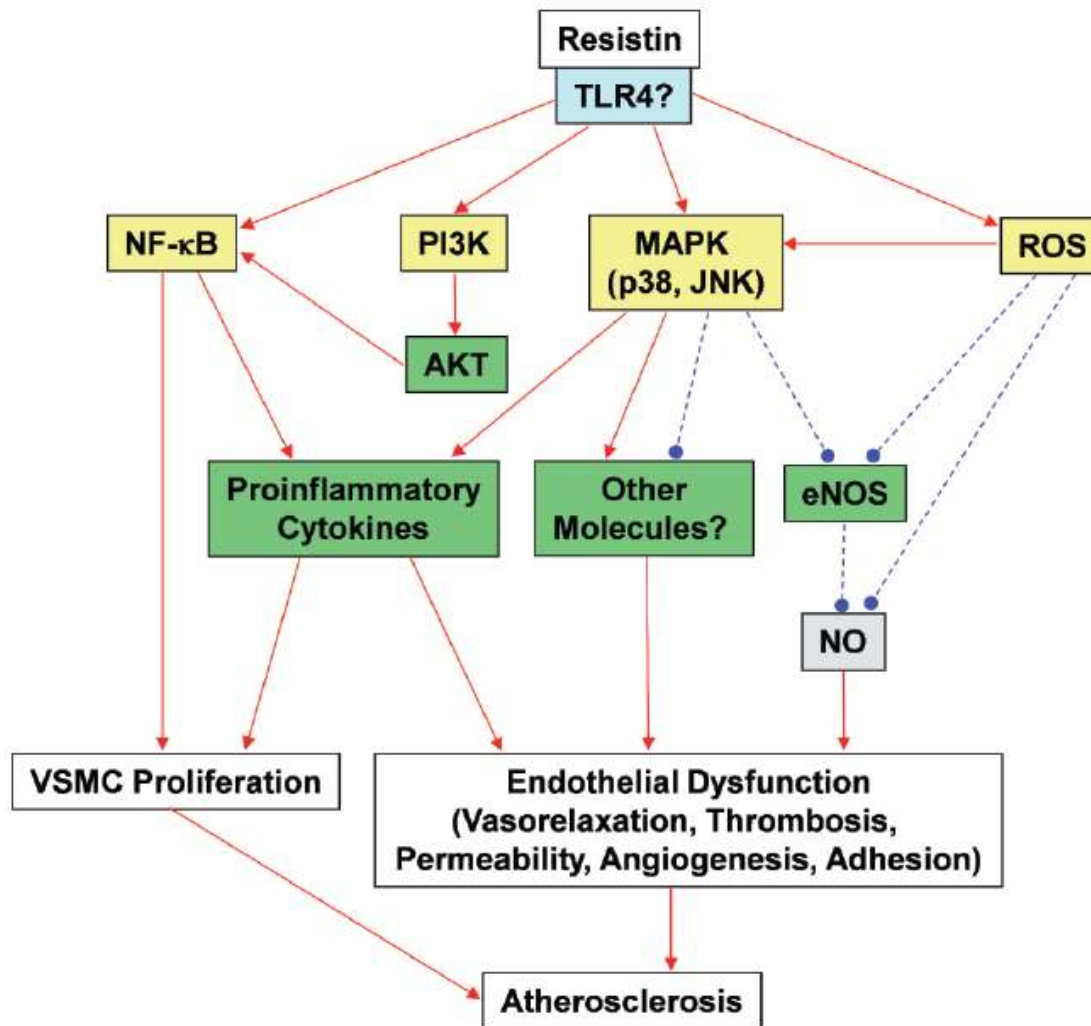 Resistin
TLR4?
NF-κB
PI3K
MAPK
(p38, JNK)
ROS
AKT
Proinflammatory
Cytokines
Other
Molecules?
eNOS
NO
VSMC Proliferation
Endothelial Dysfunction
(Vasorelaxation, Thrombosis,
Permeability, Angiogenesis, Adhesion)
Atherosclerosis